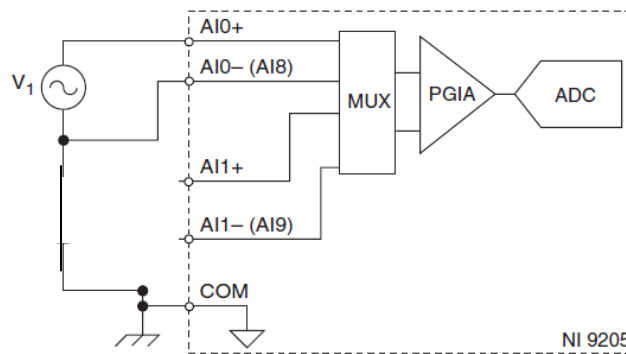 AI0+
AI0– (AI8)
V1
MUX
PGIA
ADC
AI1+
AI1– (AI9)
COM
NI 9205